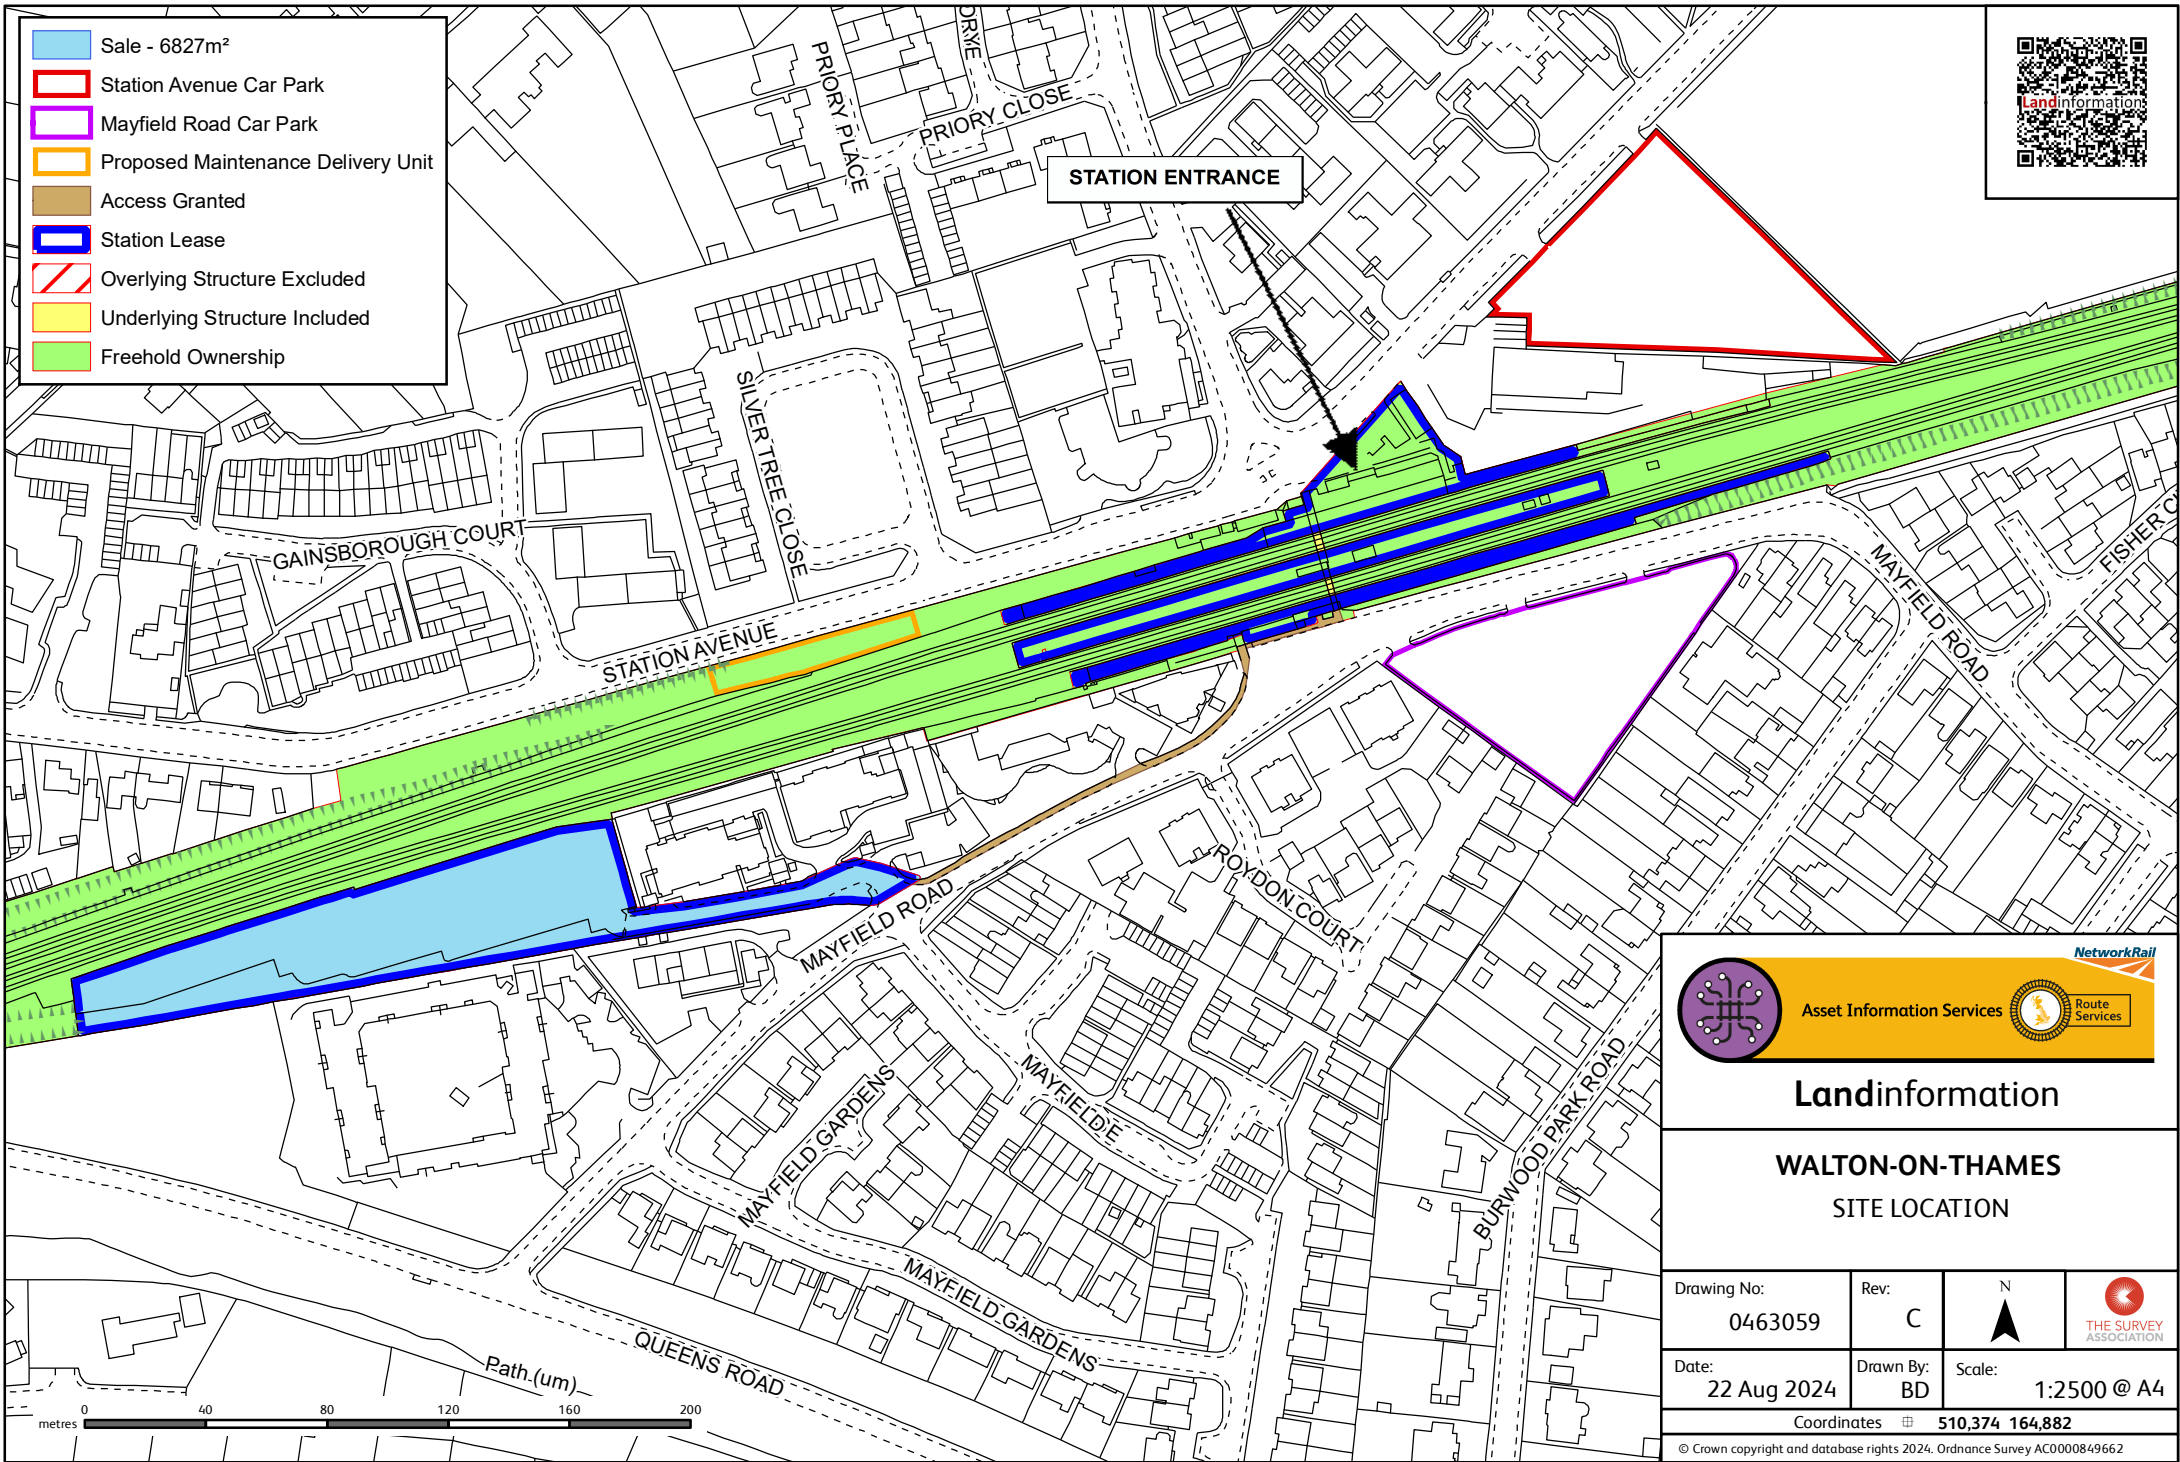 Sale - 6827m²
Station Avenue Car Park
Mayfield Road Car Park
Proposed Maintenance Delivery Unit
Access Granted
Station Lease
Overlying Structure Excluded
Underlying Structure Included
Freehold Ownership
Landinformation
PRIORY PLACE
ORYE
PRIORY CLOSE
STATION ENTRANCE
SILVER TREE CLOSE
GAINSBOROUGH COURT
STATION AVENUE
MAYFIELD ROAD
FISHER C
ROYDON COURT
MAYFIELD ROAD
MAYFIELD E
MAYFIELD GARDENS
BURWOOD PARK ROAD
MAYFIELD GARDENS
QUEENS ROAD
Path (um)
metres 0 40 80 120 160 200
NetworkRail
Asset Information Services
Route
Services
Landinformation
WALTON-ON-THAMES
SITE LOCATION
Drawing No:
0463059
Rev:
C
N
THE SURVEY
ASSOCIATION
Date:
22 Aug 2024
Drawn By:
BD
Scale:
1:2500 @ A4
Coordinates 510,374 164,882
© Crown copyright and database rights 2024. Ordnance Survey AC0000849662